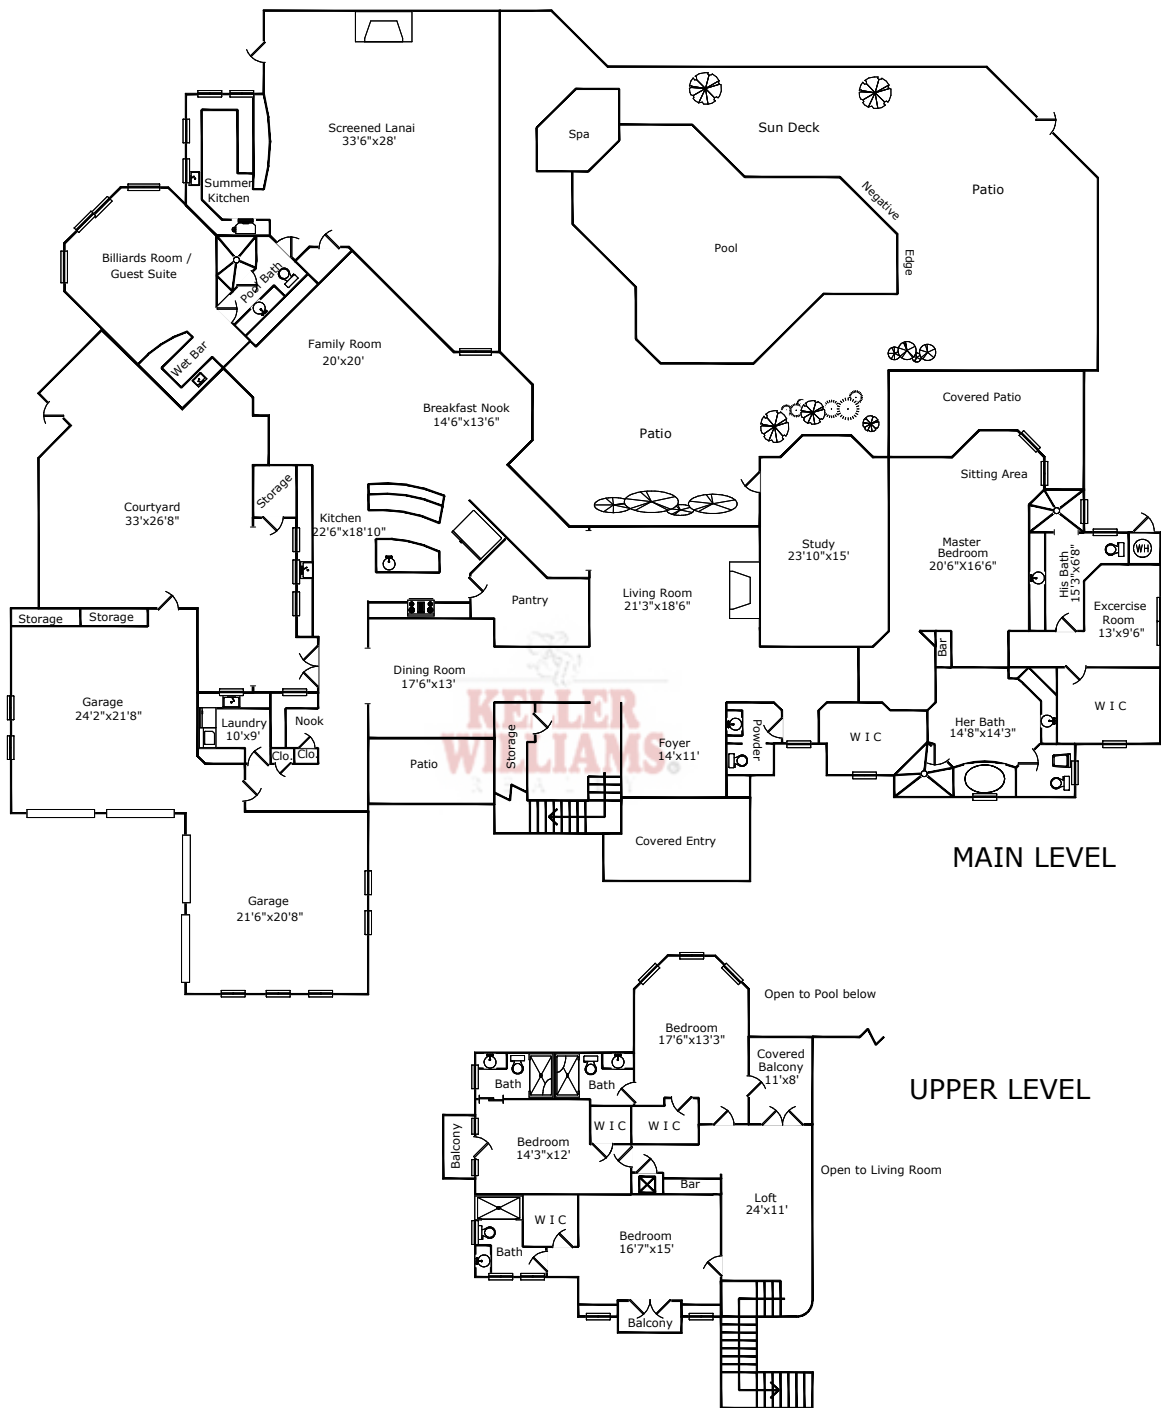 Screened Lanai
33'6"x28'
Spa
Sun Deck
Patio
Negative
Edge
Pool
Summer
Kitchen
Billiards Room /
Guest Suite
Pool Bath
Wet Bar
Family Room
20'x20'
Breakfast Nook
14'6"x13'6"
Patio
Covered Patio
Sitting Area
Courtyard
33'x26'8"
Storage
Kitchen
22'6"x18'10"
Study
23'10"x15'
Master
Bedroom
20'6"X16'6"
His Bath
15'3"x6'8"
WH
Excercise
Room
13'x9'6"
Pantry
Living Room
21'3"x18'6"
Storage
Storage
Bar
Dining Room
17'6"x13'
Garage
24'2"x21'8"
Laundry
10'x9'
Nook
Clo.
Clo.
Patio
Storage
Foyer
14'x11'
Powder
W I C
Her Bath
14'8"x14'3"
W I C
KELLER
WILLIAMS
Covered Entry
MAIN LEVEL
Garage
21'6"x20'8"
Open to Pool below
Bedroom
17'6"x13'3"
Covered
Balcony
11'x8'
UPPER LEVEL
Bath
Bath
W I C
W I C
Balcony
Bedroom
14'3"x12'
Open to Living Room
Bar
Loft
24'x11'
W I C
Bedroom
16'7"x15'
Bath
Balcony